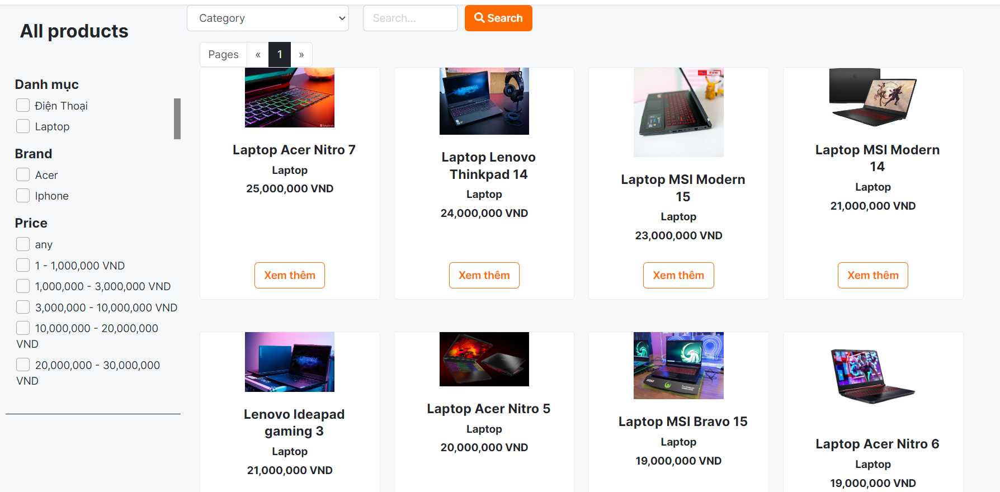 All products
Category
Search...
Search
Pages
«
1
»
Danh mục
Điện Thoại
Laptop
Brand
Acer
Iphone
Price
any
1 - 1,000,000 VND
1,000,000 - 3,000,000 VND
3,000,000 - 10,000,000 VND
10,000,000 - 20,000,000
VND
20,000,000 - 30,000,000
VND
Laptop Acer Nitro 7
Laptop
25,000,000 VND
Xem thêm
Laptop Lenovo
Thinkpad 14
Laptop
24,000,000 VND
Xem thêm
Laptop MSI Modern
15
Laptop
23,000,000 VND
Xem thêm
Laptop MSI Modern
14
Laptop
21,000,000 VND
Xem thêm
Lenovo Ideapad
gaming 3
Laptop
21,000,000 VND
Laptop Acer Nitro 5
Laptop
20,000,000 VND
msi
Laptop MSI Bravo 15
Laptop
19,000,000 VND
Laptop Acer Nitro 6
Laptop
19,000,000 VND